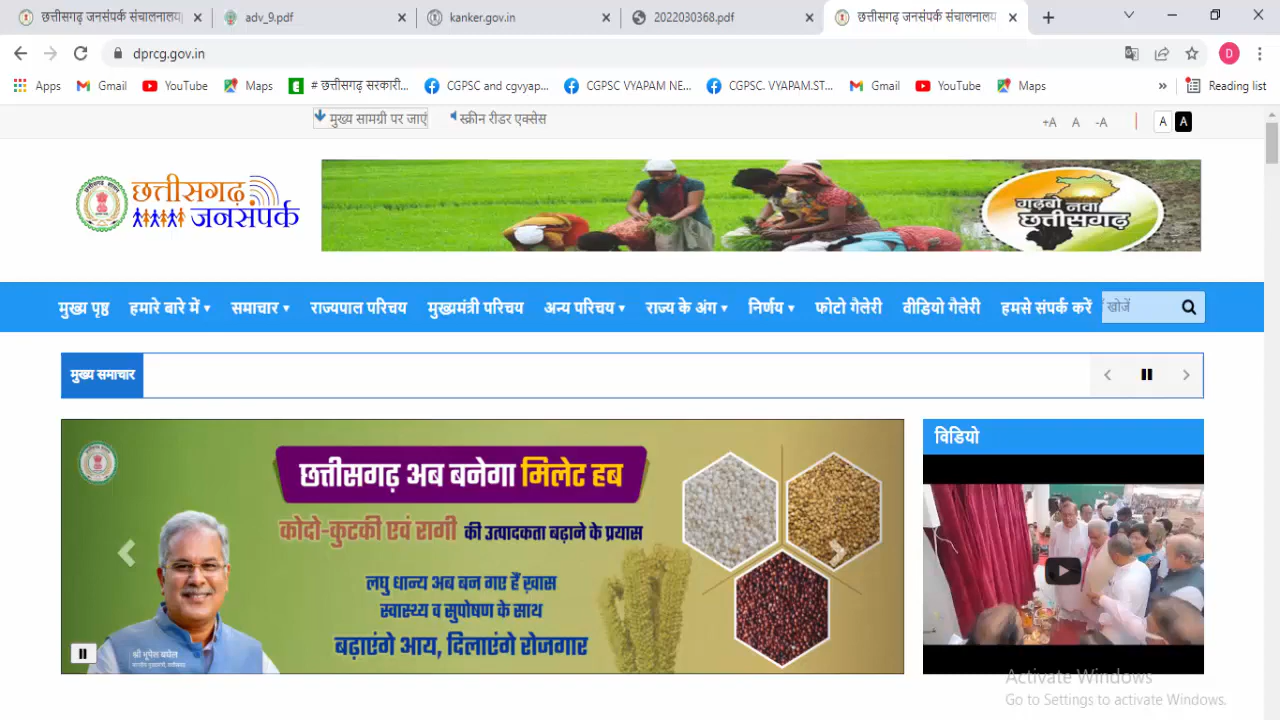 छत्तीसगढ़ जनसंपर्क संचालनालय
adv_9.pdf
kanker.gov.in
2022030368.pdf
छत्तीसगढ़ जनसंपर्क संचालनालय
dprcg.gov.in
D
Apps Gmail YouTube Maps # छत्तीसगढ़ सरकारी... CGPSC and cgvyap... CGPSC VYAPAM NE... CGPSC. VYAPAM.ST... Gmail YouTube Maps » Reading list
मुख्य सामग्री पर जाएं स्क्रीन रीडर एक्सेस +A A -A A A
छत्तीसगढ़
जनसंपर्क
गढ़बो नवा
छत्तीसगढ़
मुख्य पृष्ठ हमारे बारे में समाचार राज्यपाल परिचय मुख्यमंत्री परिचय अन्य परिचय राज्य के अंग निर्णय फोटो गैलेरी वीडियो गैलेरी हमसे संपर्क करें खोजें
मुख्य समाचार
छत्तीसगढ़ अब बनेगा मिलेट हब
कोदो-कुटकी एवं रागी की उत्पादकता बढ़ाने के प्रयास
लघु धान्य अब बन गए हैं ख़ास
स्वास्थ्य व सुपोषण के साथ
बढ़ाएंगे आय, दिलाएंगे रोजगार
श्री भूपेश बघेल
विडियो
Activate Windows
Go to Settings to activate Windows.